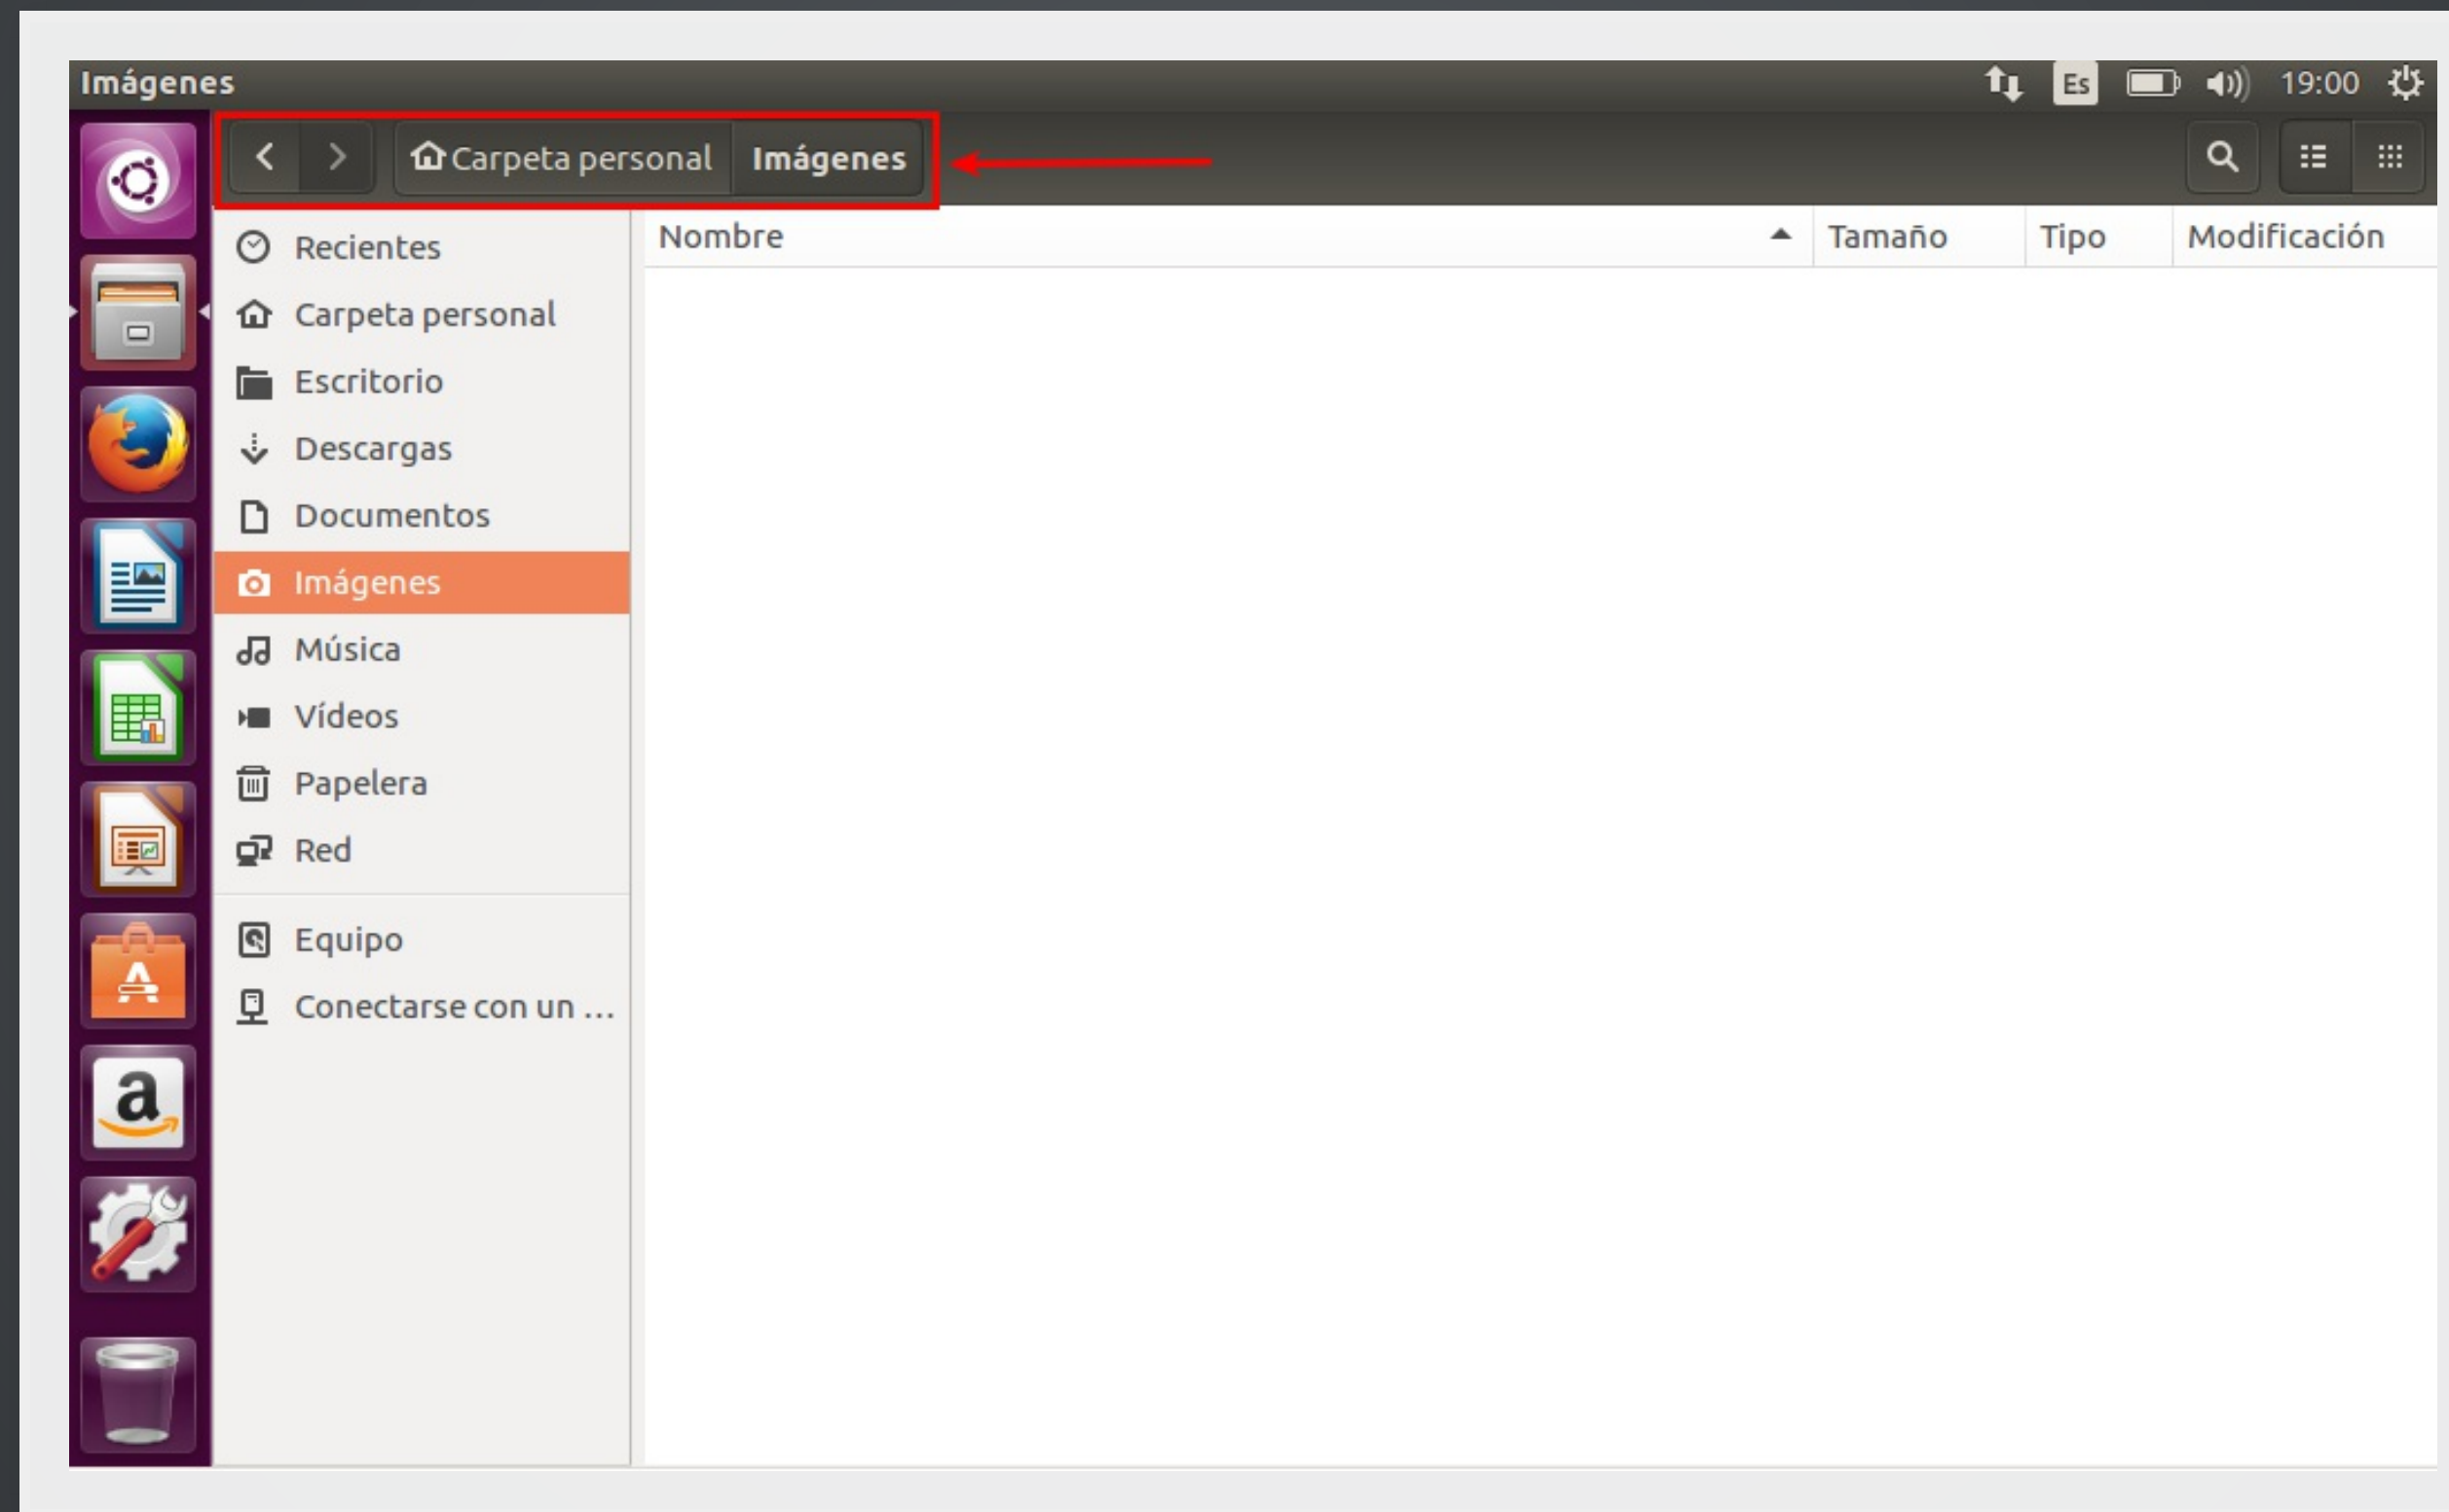 Imágenes
Es 19:00
Carpeta personal Imágenes
Nombre Tamaño Tipo Modificación
Recientes
Carpeta personal
Escritorio
Descargas
Documentos
Imágenes
Música
Vídeos
Papelera
Red
Equipo
Conectarse con un ...
A
a